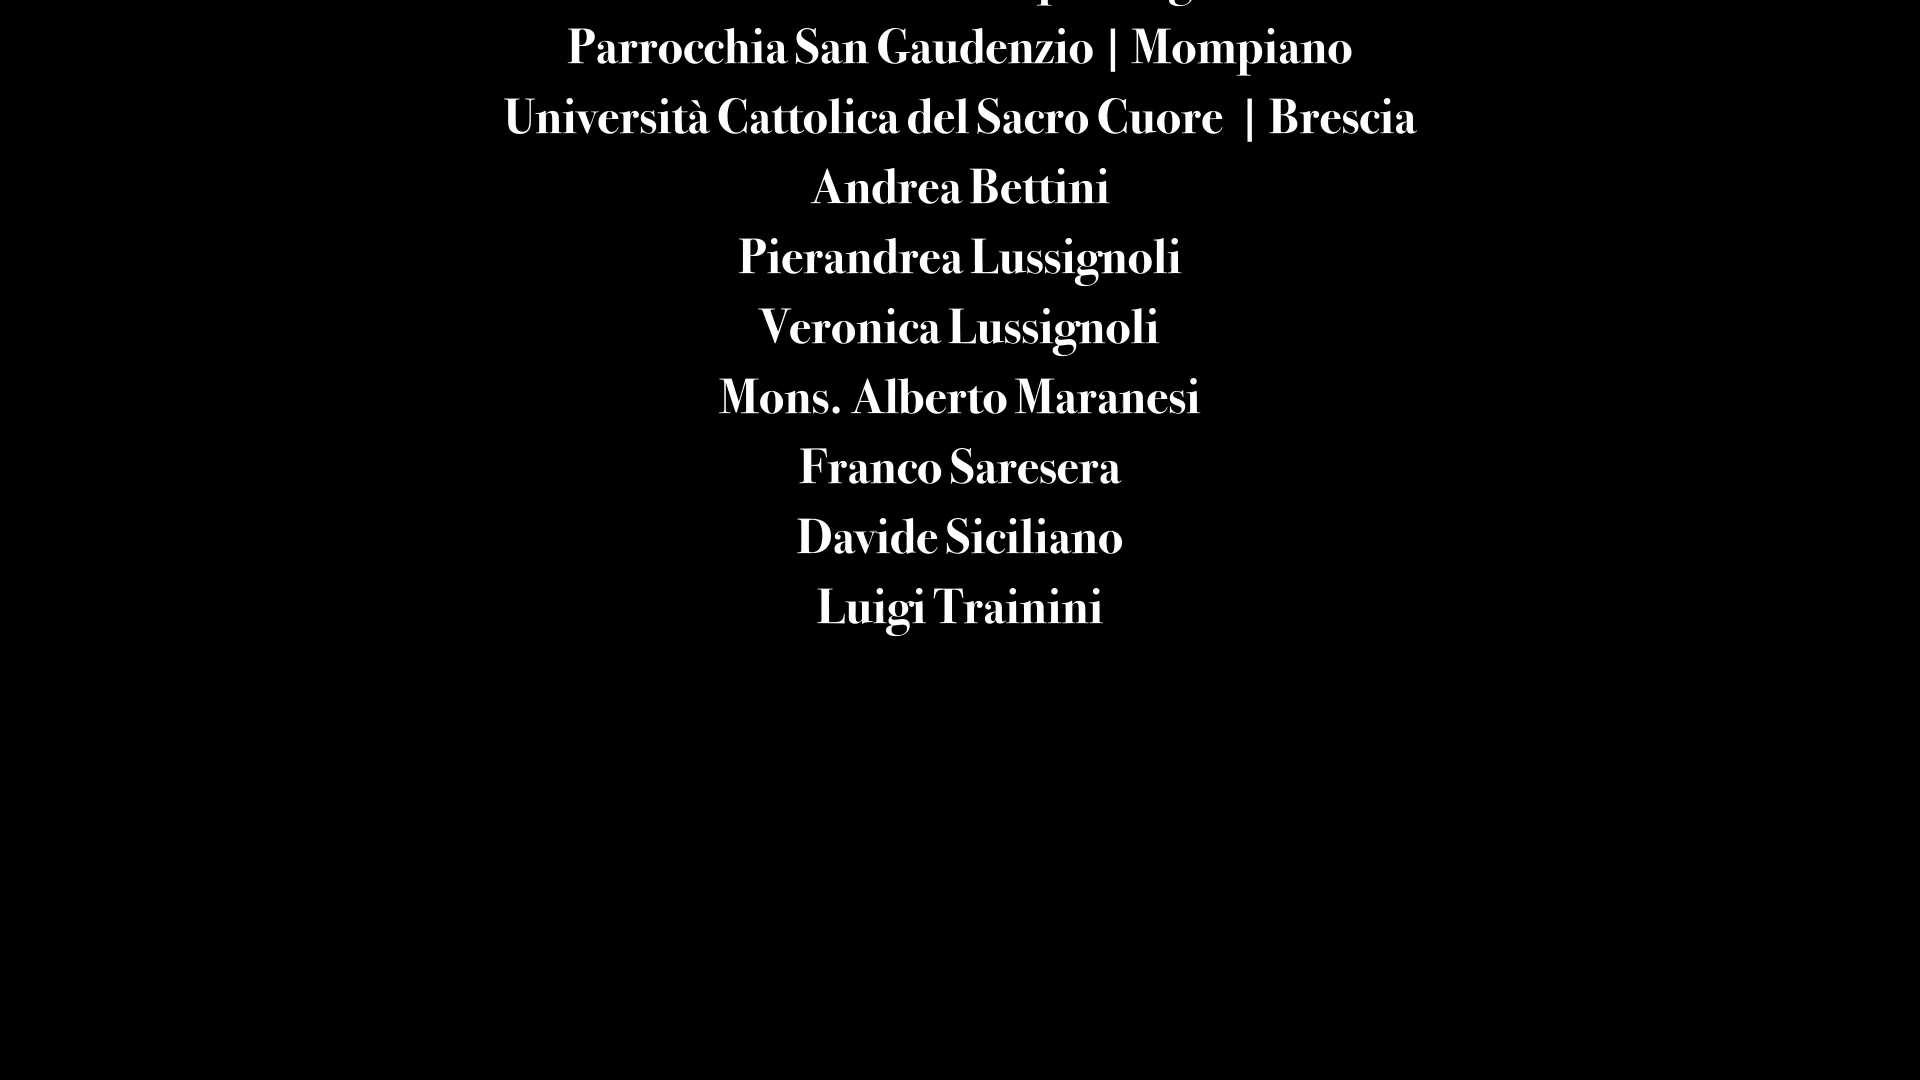 Parrocchia San Gaudenzio | Mompiano
Università Cattolica del Sacro Cuore | Brescia
Andrea Bettini
Pierandrea Lussignoli
Veronica Lussignoli
Mons. Alberto Maranesi
Franco Saresera
Davide Siciliano
Luigi Trainini